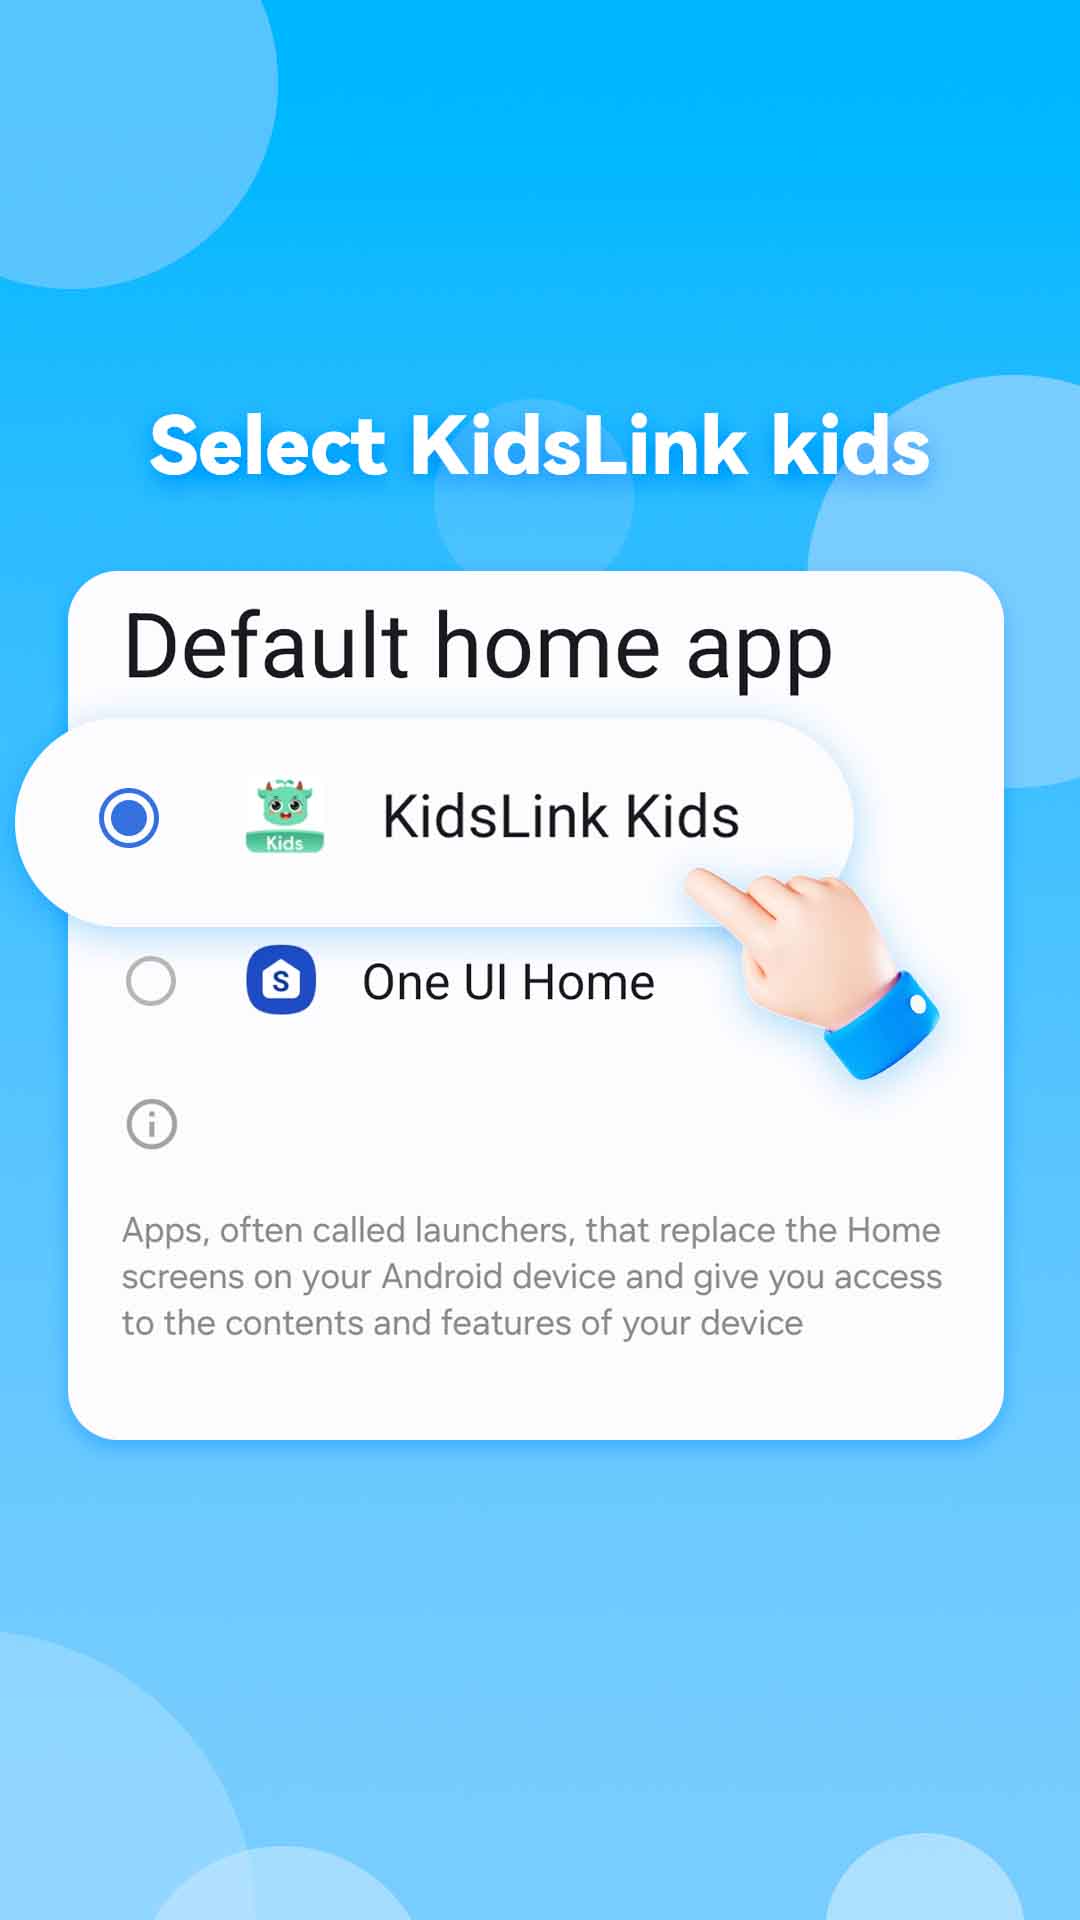 Select KidsLink kids
Default home app
Kids
KidsLink Kids
S
One UI Home
Apps, often called launchers, that replace the Home
screens on your Android device and give you access
to the contents and features of your device